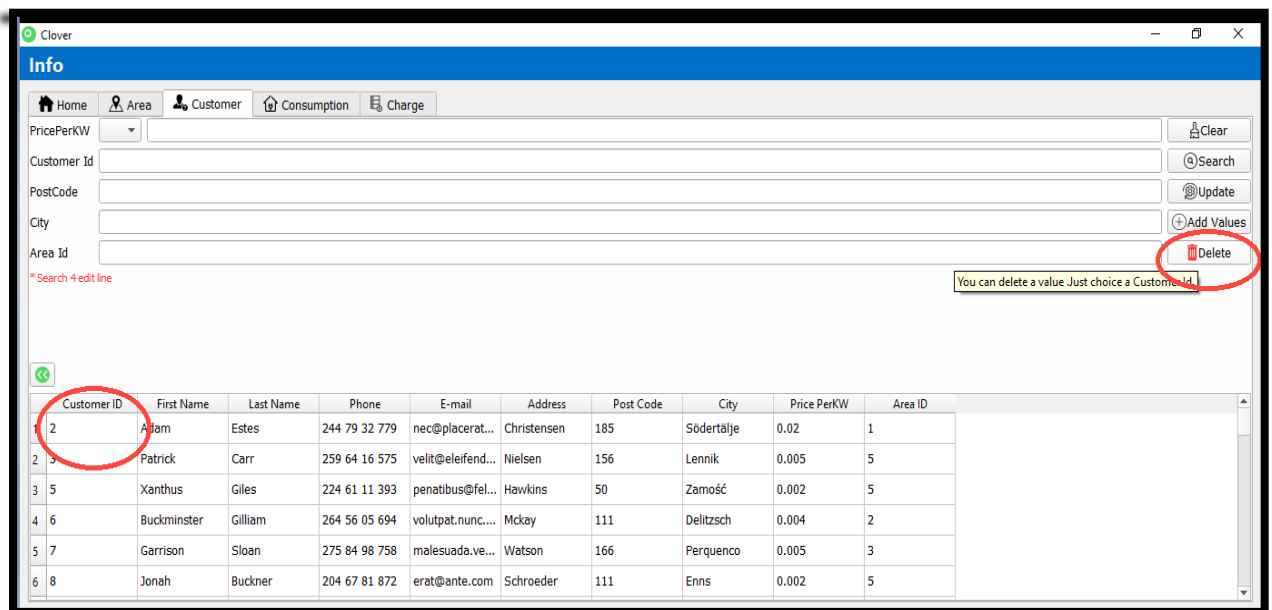 Clover
Info
Home Area Customer Consumption Charge
PricePerKW Clear
Customer Id Search
PostCode Update
City Add Values
Area Id Delete
* Search 4 edit line
You can delete a value .Just choice a Customer Id.
Customer ID First Name Last Name Phone E-mail Address Post Code City Price PerKW Area ID
1 2 Adam Estes 244 79 32 779 nec@placerat... Christensen 185 Södertälje 0.02 1
2 3 Patrick Carr 259 64 16 575 velit@eleifend... Nielsen 156 Lennik 0.005 5
3 5 Xanthus Giles 224 61 11 393 penatibus@fel... Hawkins 50 Zamość 0.002 5
4 6 Buckminster Gilliam 264 56 05 694 volutpat.nunc.... Mckay 111 Delitzsch 0.004 2
5 7 Garrison Sloan 275 84 98 758 malesuada.ve... Watson 166 Perquenco 0.005 3
6 8 Jonah Buckner 204 67 81 872 erat@ante.com Schroeder 111 Enns 0.002 5